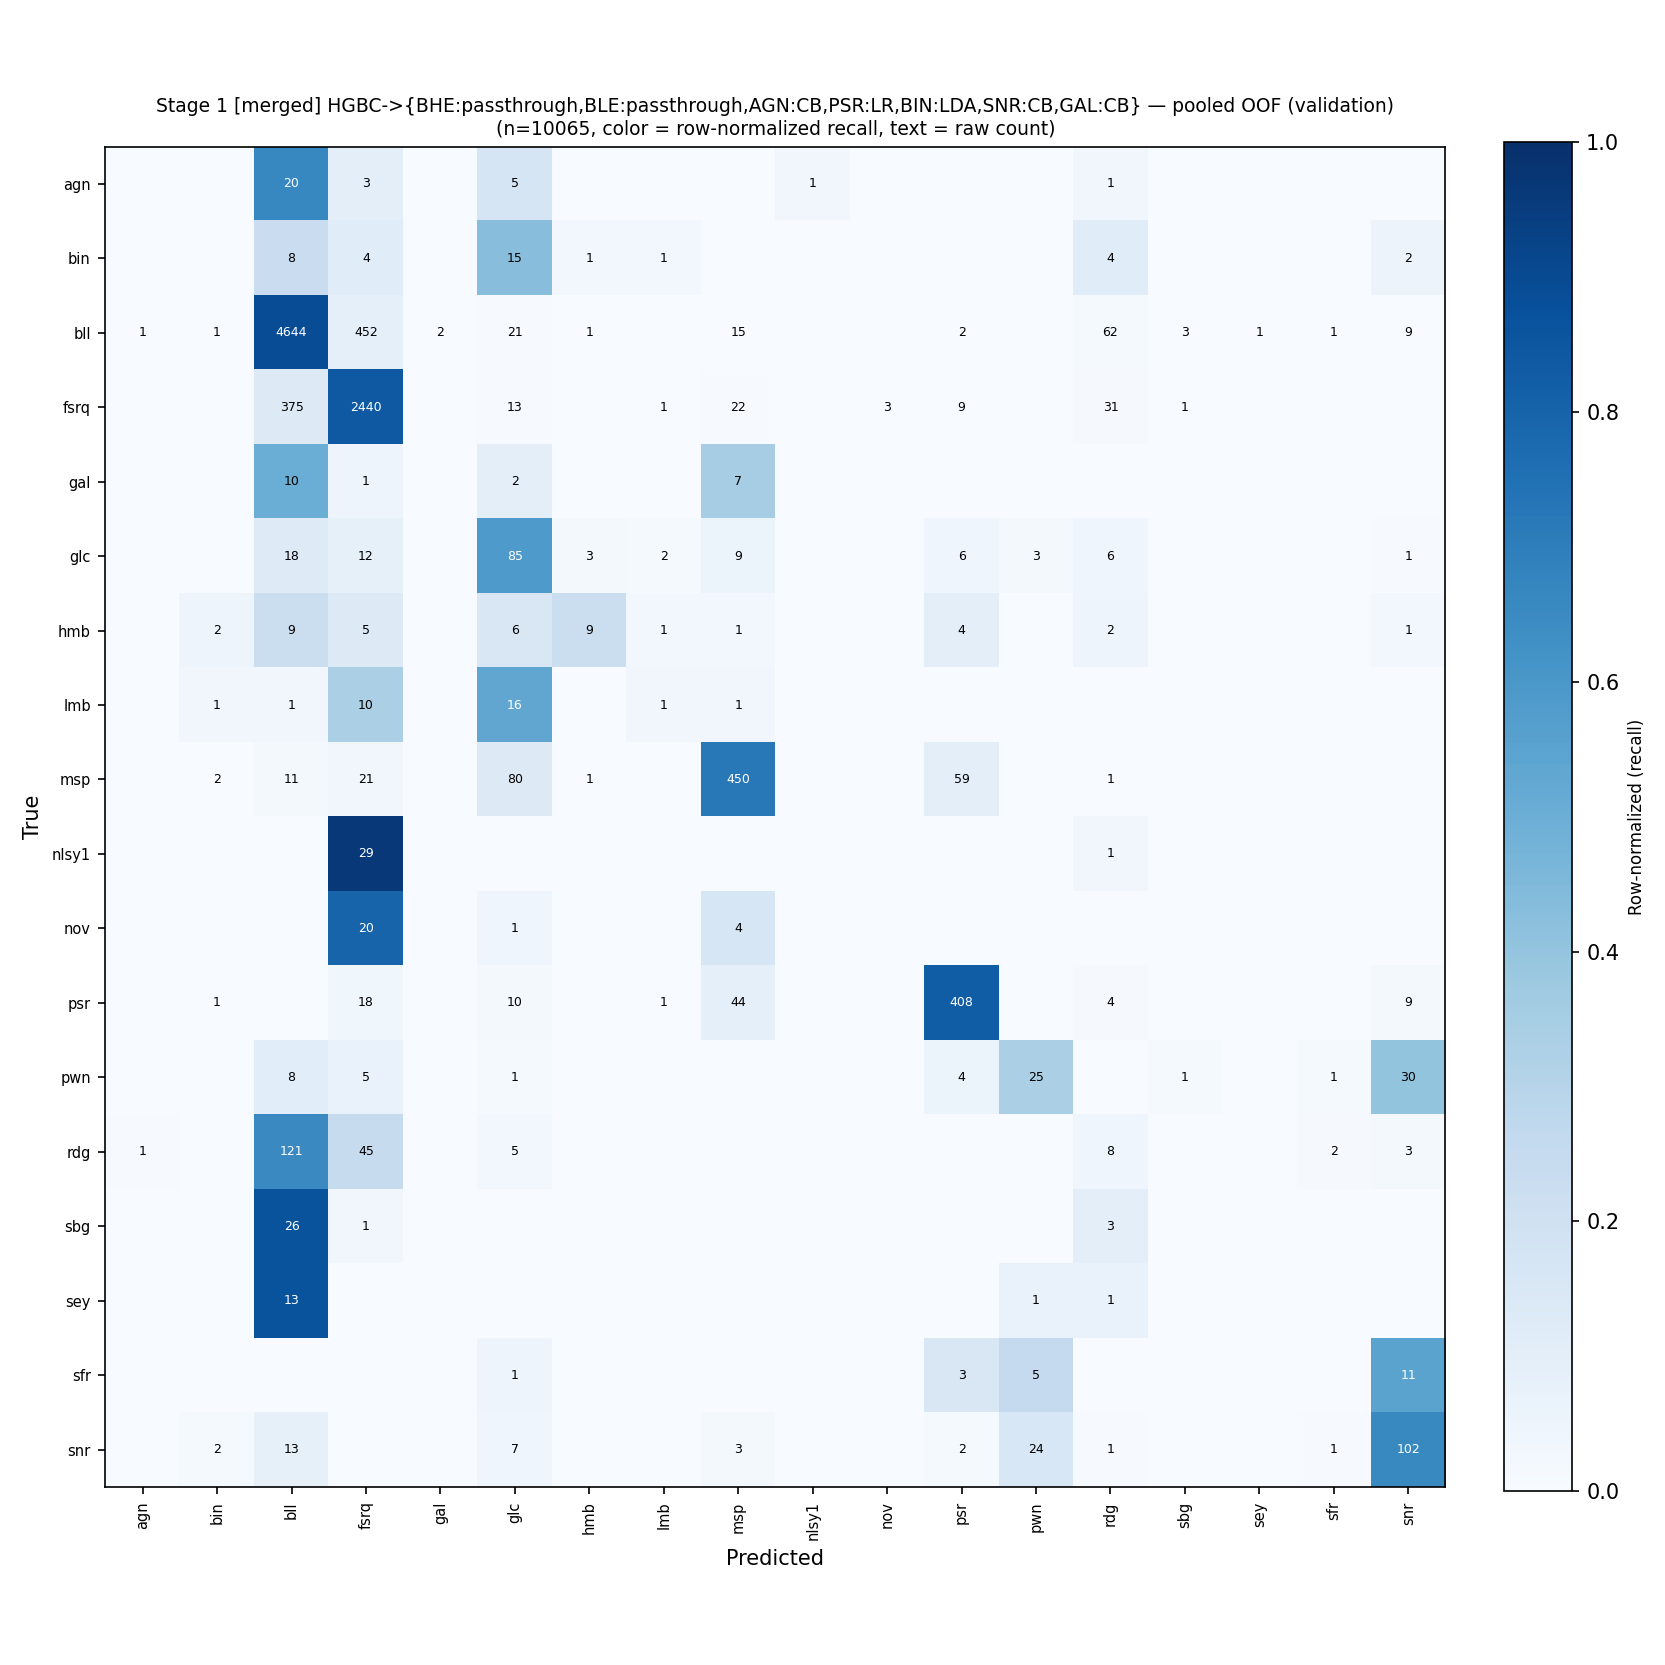 Stage 1 [merged] HGBC->{BHE:passthrough,BLE:passthrough,AGN:CB,PSR:LR,BIN:LDA,SNR:CB,GAL:CB} — pooled OOF (validation)
(n=10065, color = row-normalized recall, text = raw count)
agn 20 3 5 1 1
bin 8 4 15 1 1 4 2
bll 1 1 4644 452 2 21 1 15 2 62 3 1 1 9
fsrq 375 2440 13 1 22 3 9 31 1
gal 10 1 2 7
glc 18 12 85 3 2 9 6 3 6 1
hmb 2 9 5 6 9 1 1 4 2 1
lmb 1 1 10 16 1 1
msp 2 11 21 80 1 450 59 1
nlsy1 29 1
nov 20 1 4
psr 1 18 10 1 44 408 4 9
pwn 8 5 1 4 25 1 1 30
rdg 1 121 45 5 8 2 3
sbg 26 1 3
sey 13 1 1
sfr 1 3 5 11
snr 2 13 7 3 2 24 1 1 102
agn bin bll fsrq gal glc hmb lmb msp nlsy1 nov psr pwn rdg sbg sey sfr snr
Predicted
True
1.0
0.8
0.6
0.4
0.2
0.0
Row-normalized (recall)